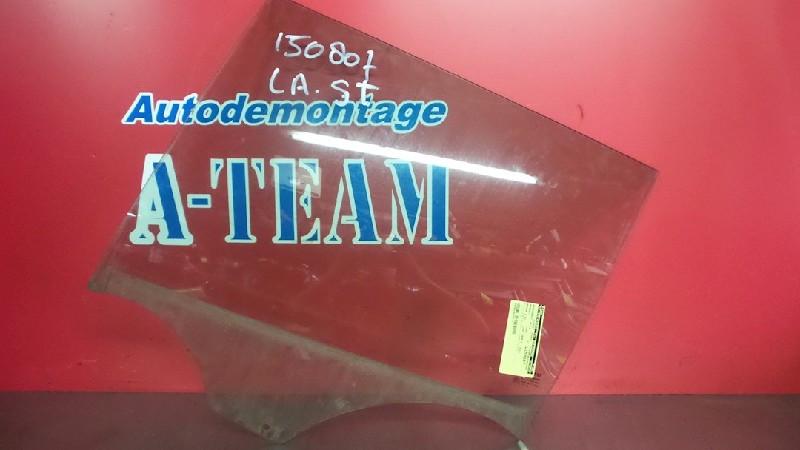 150807
LA. St
Autodemontage
A-TEAM